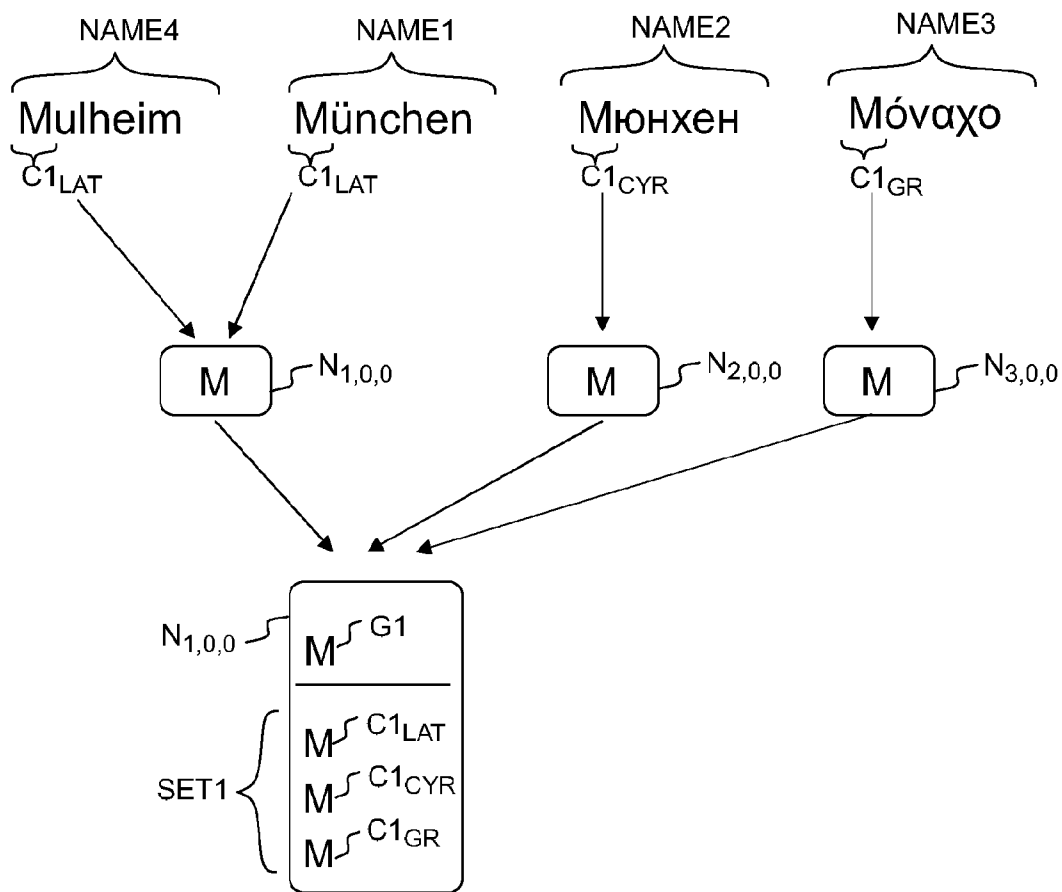 NAME4 NAME1 NAME2 NAME3
Mulheim München Мюнхен Μόναχο
C1LAT C1LAT C1CYR C1GR
M N1,0,0 M N2,0,0 M N3,0,0
N1,0,0 M G1
M C1LAT
SET1 M C1CYR
M C1GR